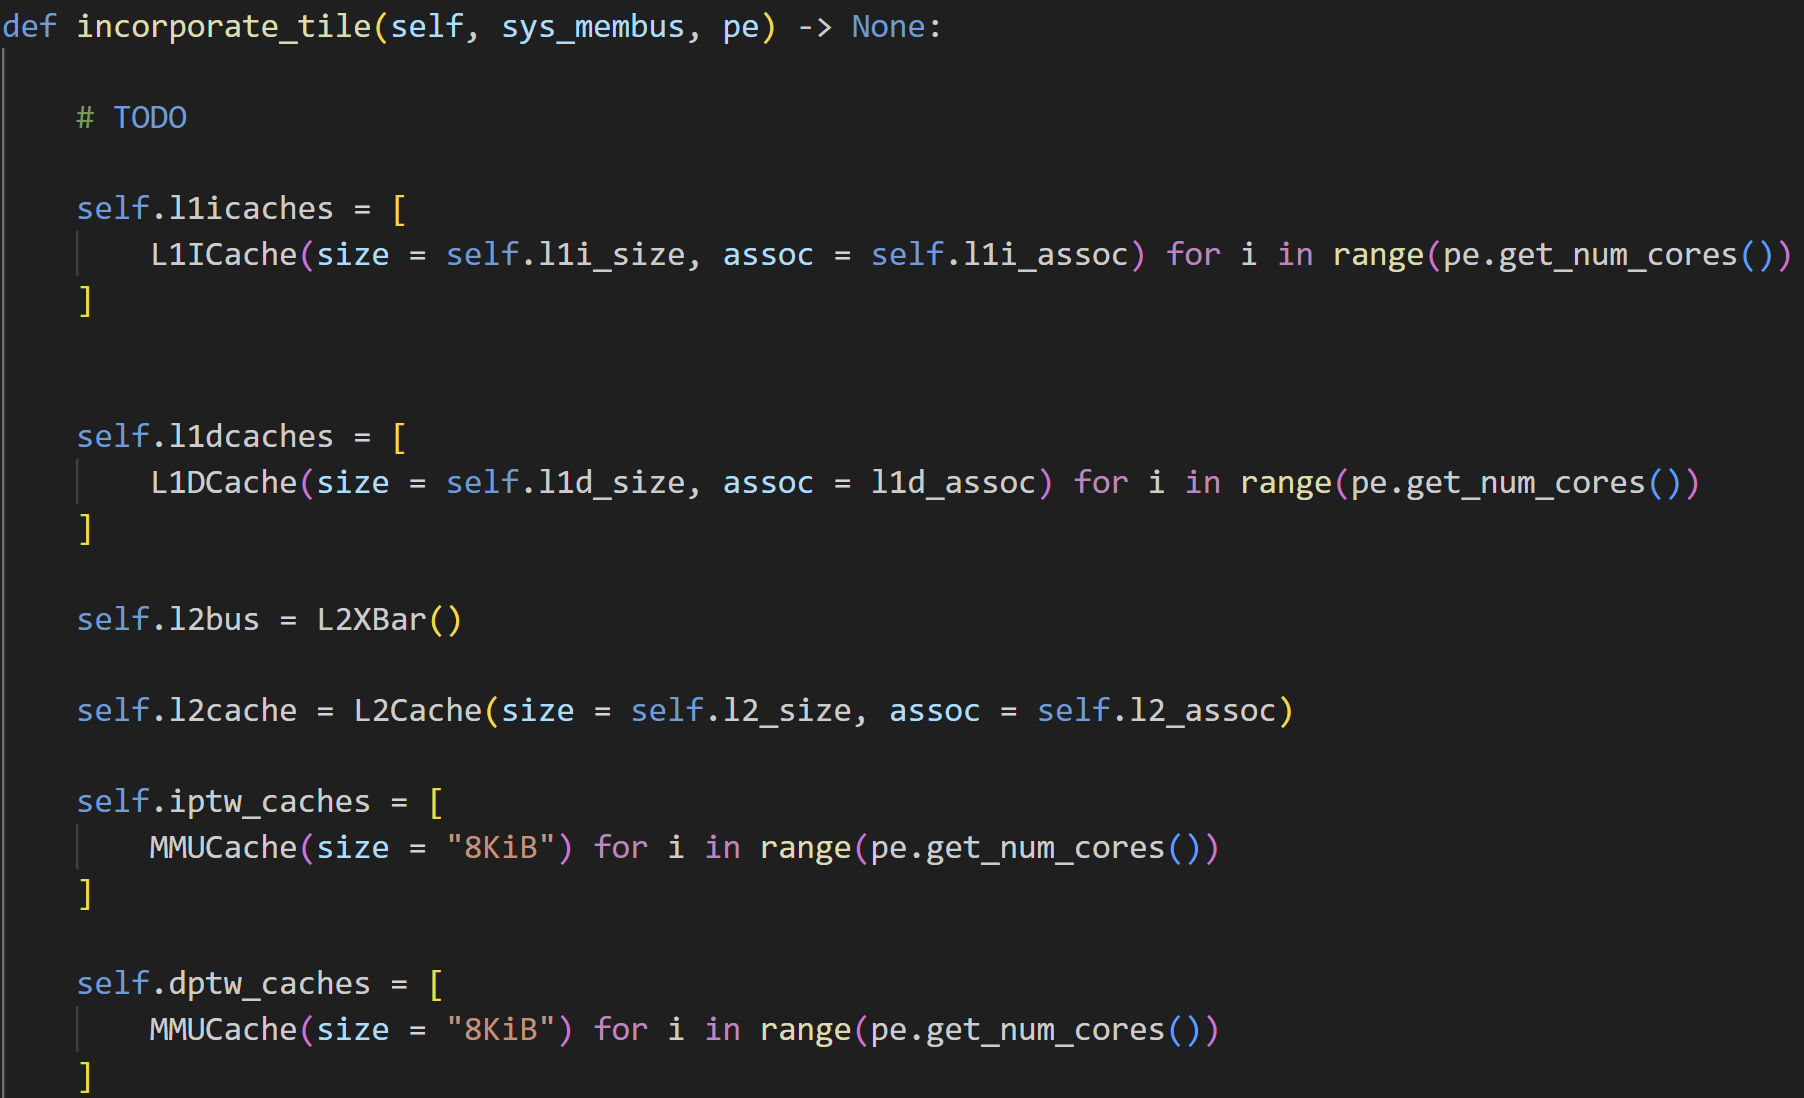 def incorporate_tile(self, sys_membus, pe) -> None:
# TODO
self.l1icaches = [
L1ICache(size = self.l1i_size, assoc = self.l1i_assoc) for i in range(pe.get_num_cores())
]
self.l1dcaches = [
L1DCache(size = self.l1d_size, assoc = l1d_assoc) for i in range(pe.get_num_cores())
]
self.l2bus = L2XBar()
self.l2cache = L2Cache(size = self.l2_size, assoc = self.l2_assoc)
self.iptw_caches = [
MMUCache(size = "8KiB") for i in range(pe.get_num_cores())
]
self.dptw_caches = [
MMUCache(size = "8KiB") for i in range(pe.get_num_cores())
]